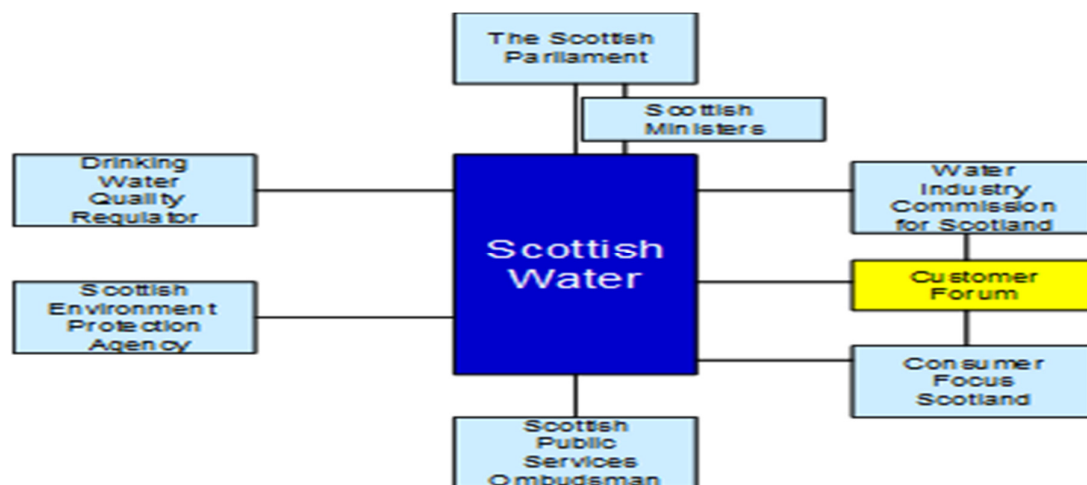 The Scottish
Parliament
Scottish
Ministers
Drinking
Water
Quality
Regulator
Water
Industry
Commission
for Scotland
Scottish
Water
Customer
Forum
Scottish
Environment
Protection
Agency
Consumer
Focus
Scotland
Scottish
Public
Services
Ombudsman